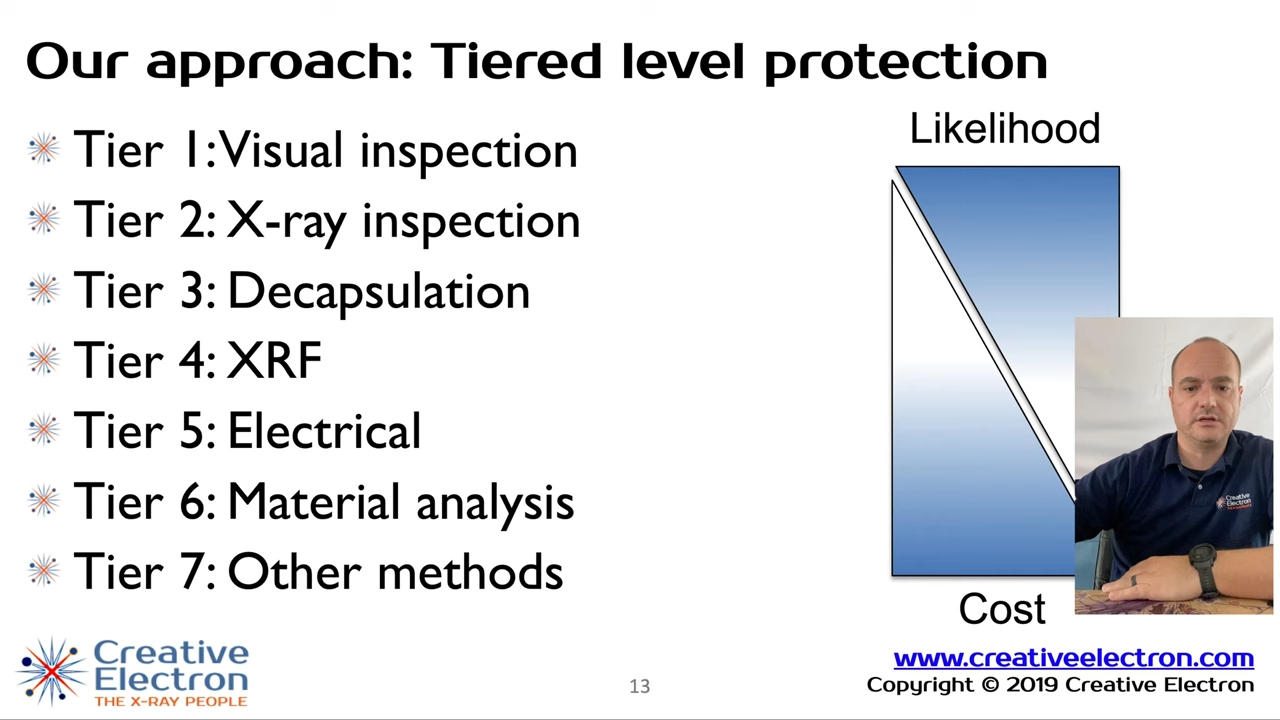 Our approach: Tiered level protection
Tier 1: Visual inspection
Tier 2: X-ray inspection
Tier 3: Decapsulation
Tier 4: XRF
Tier 5: Electrical
Tier 6: Material analysis
Tier 7: Other methods
Likelihood
Cost
Creative
Electron
Creative
Electron
THE X-RAY PEOPLE
13
www.creativeelectron.com
Copyright © 2019 Creative Electron